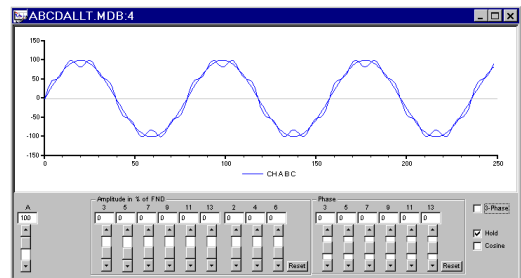 ABCDALLT.MDB:4
150
100
50
0
-50
-100
-150
0 50 100 150 200 250
CHABC
Amplitude in % of FND
Phase
A 3 5 7 9 11 13 2 4 6 3 5 7 9 11 13
3-Phase
100 0 0 0 0 0 0 0 0 0 0 0 0 0 0 0
Hold
Cosine
Reset Reset